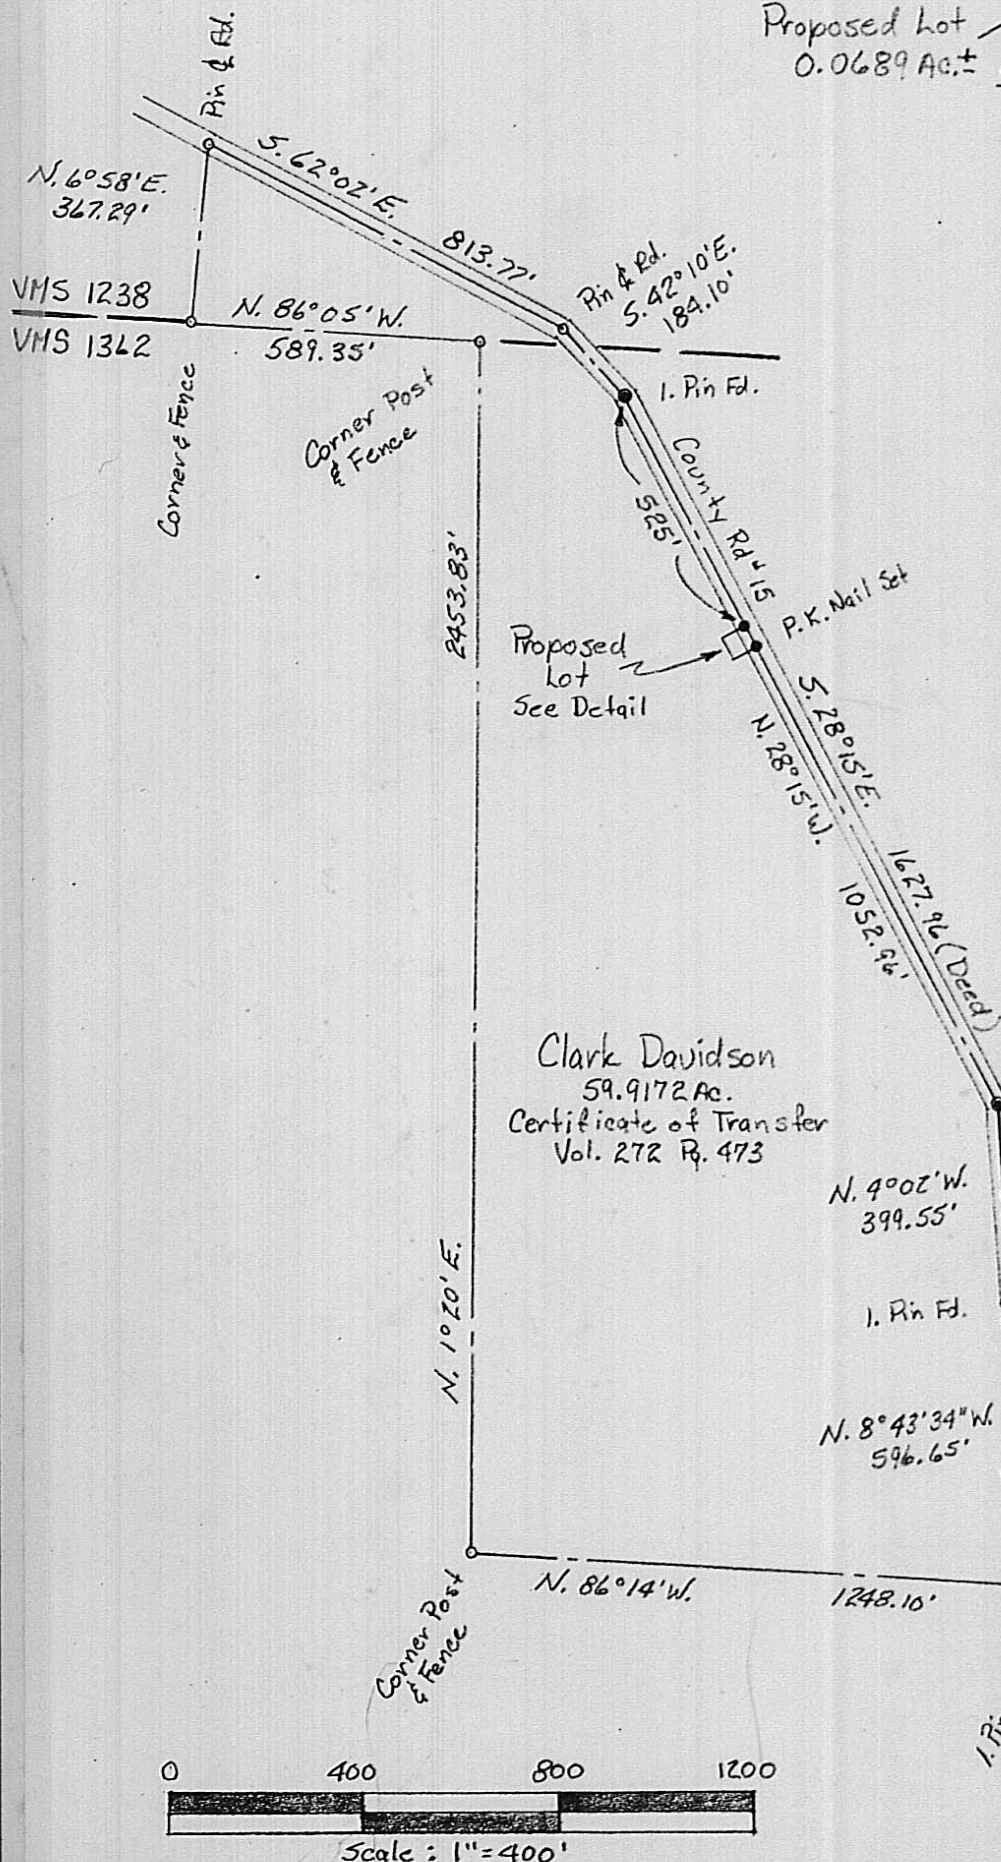 Proposed Lot
0.0689 Ac.±
Pin ₵ Rd.
S. 62°02' E.
813.77'
N. 6°58' E.
367.29'
Pin ₵ Rd.
S. 42°10' E.
184.10'
VMS 1238
VMS 1362
N. 86°05' W.
589.35'
1. Pin Fd.
Corner & Fence
Corner Post
& Fence
County Rd # 15
525'
2453.83'
P.K. Nail Set
Proposed
Lot
See Detail
S. 28°15' E.
1627.96 (Deed)
N. 28°15' W.
1052.96'
Clark Davidson
59.9172 Ac.
Certificate of Transfer
Vol. 272 Pg. 473
N. 4°02' W.
399.55'
N. 1°20' E.
1. Pin Fd.
N. 8°43'34" W.
596.65'
N. 86°14' W.
1248.10'
Corner Post
& Fence
0 400 800 1200
Scale : 1"=400'